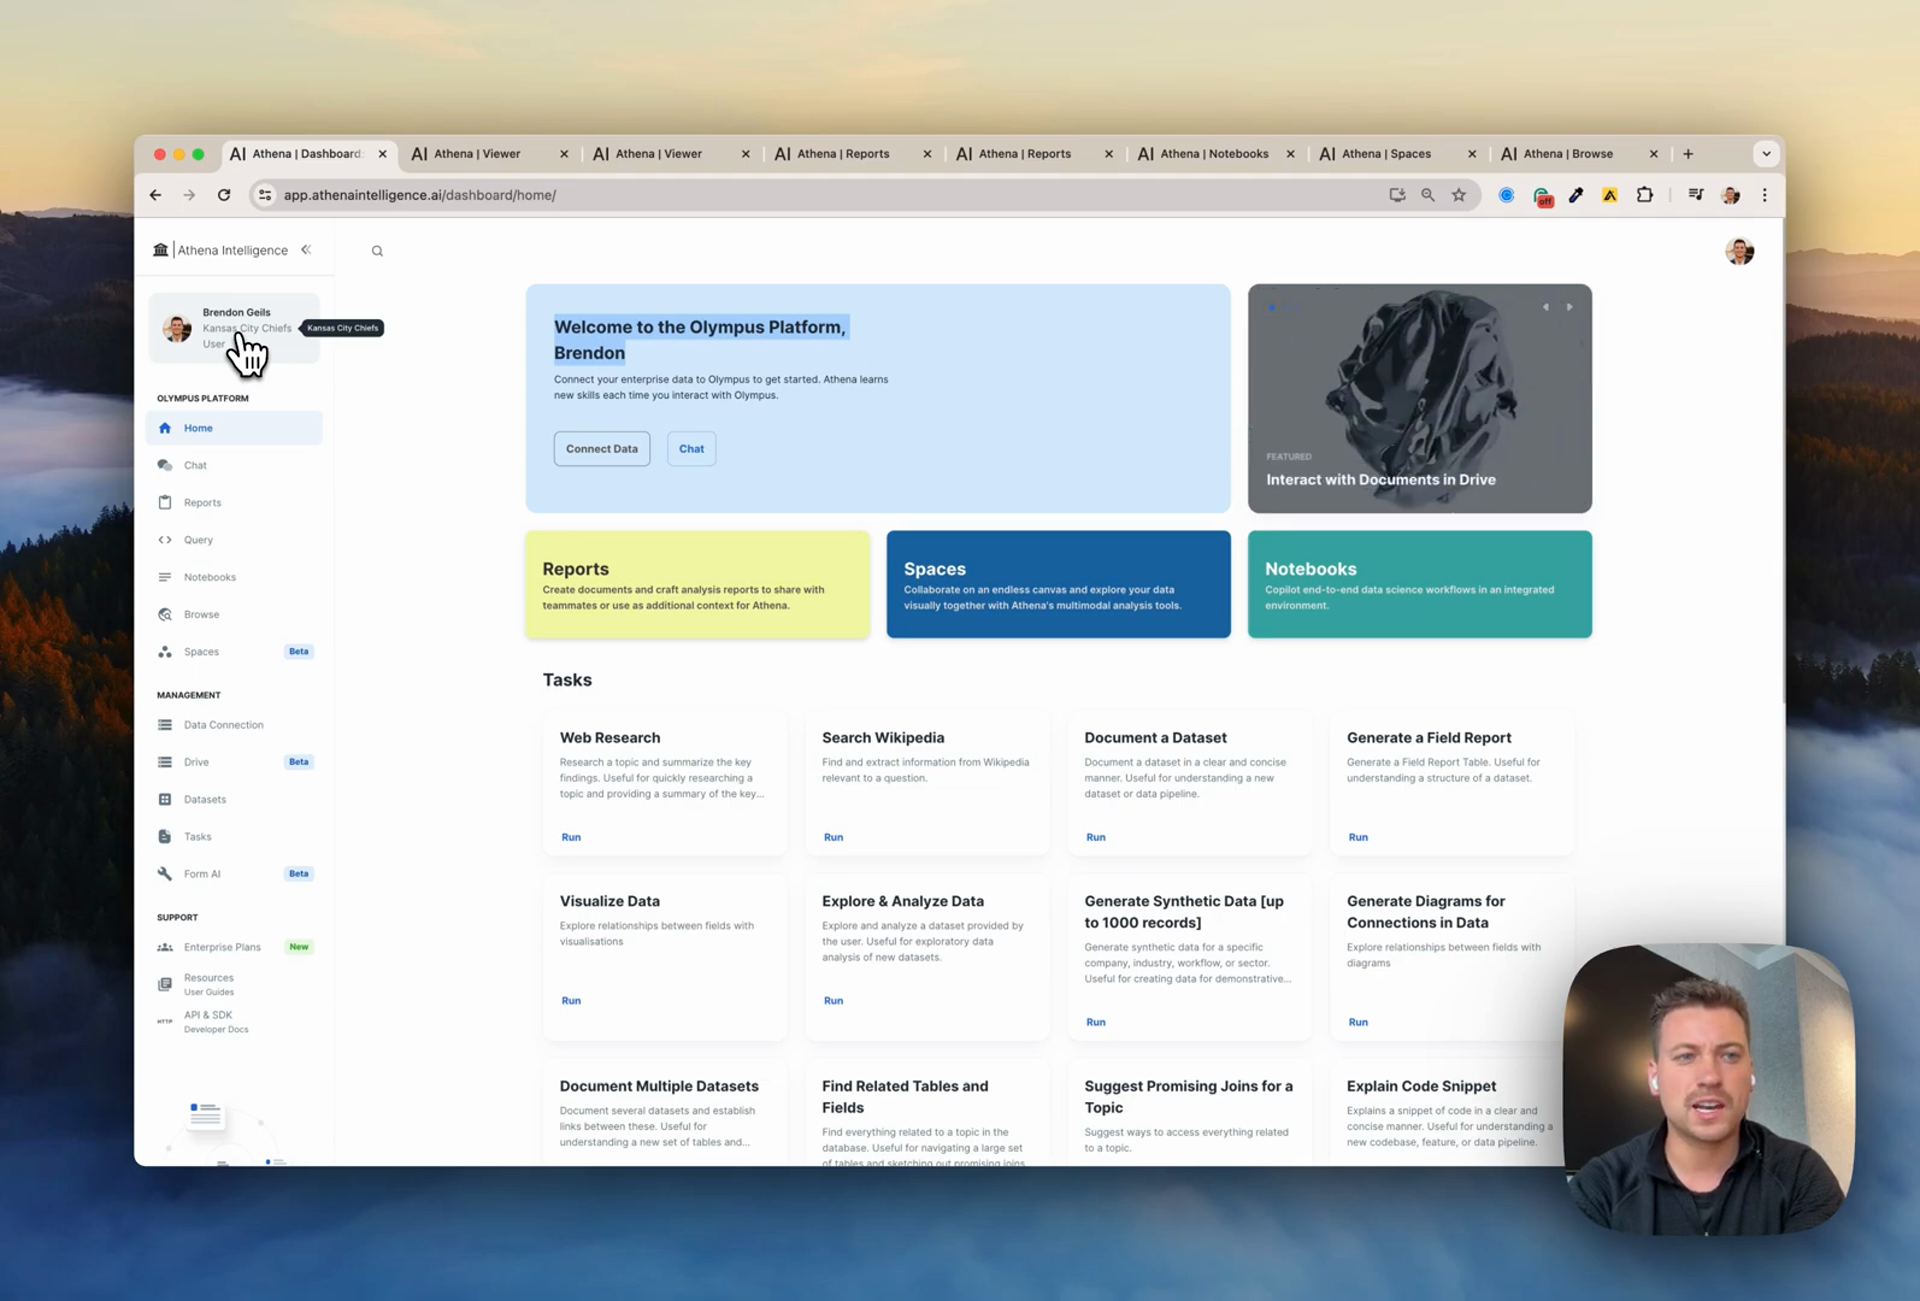 Athenα | Dashboard
Athena | Viewer
Athena | Viewer
Athena | Reports
Athena | Reports
Athena | Notebooks
Athena | Spaces
Athena | Browse
app.athenaintelligence.ai/dashboard/home/
off
Athena Intelligence
Brendon Geils
Kansas City Chiefs
Kansas City Chiefs
User
OLYMPUS PLATFORM
Home
Chat
Reports
Query
Notebooks
Browse
Spaces Beta
MANAGEMENT
Data Connection
Drive Beta
Datasets
Tasks
Form AI Beta
SUPPORT
Enterprise Plans New
Resources
User Guides
HTTP
API & SDK
Developer Docs
Welcome to the Olympus Platform,
Brendon
Connect your enterprise data to Olympus to get started. Athena learns
new skills each time you interact with Olympus.
Connect Data
Chat
FEATURED
Interact with Documents in Drive
Reports
Create documents and craft analysis reports to share with
teammates or use as additional context for Athena.
Spaces
Collaborate on an endless canvas and explore your data
visually together with Athena's multimodal analysis tools.
Notebooks
Copilot end-to-end data science workflows in an integrated
environment.
Tasks
Web Research
Research a topic and summarize the key
findings. Useful for quickly researching a
topic and providing a summary of the key...
Run
Search Wikipedia
Find and extract information from Wikipedia
relevant to a question.
Run
Document a Dataset
Document a dataset in a clear and concise
manner. Useful for understanding a new
dataset or data pipeline.
Run
Generate a Field Report
Generate a Field Report Table. Useful for
understanding a structure of a dataset.
Run
Visualize Data
Explore relationships between fields with
visualisations
Run
Explore & Analyze Data
Explore and analyze a dataset provided by
the user. Useful for exploratory data
analysis of new datasets.
Run
Generate Synthetic Data [up
to 1000 records]
Generate synthetic data for a specific
company, industry, workflow, or sector.
Useful for creating data for demonstrative...
Run
Generate Diagrams for
Connections in Data
Explore relationships between fields with
diagrams
Run
Document Multiple Datasets
Document several datasets and establish
links between these. Useful for
understanding a new set of tables and...
Find Related Tables and
Fields
Find everything related to a topic in the
database. Useful for navigating a large set
of tables and sketching out promising joins
Suggest Promising Joins for a
Topic
Suggest ways to access everything related
to a topic.
Explain Code Snippet
Explains a snippet of code in a clear and
concise manner. Useful for understanding a
new codebase, feature, or data pipeline.